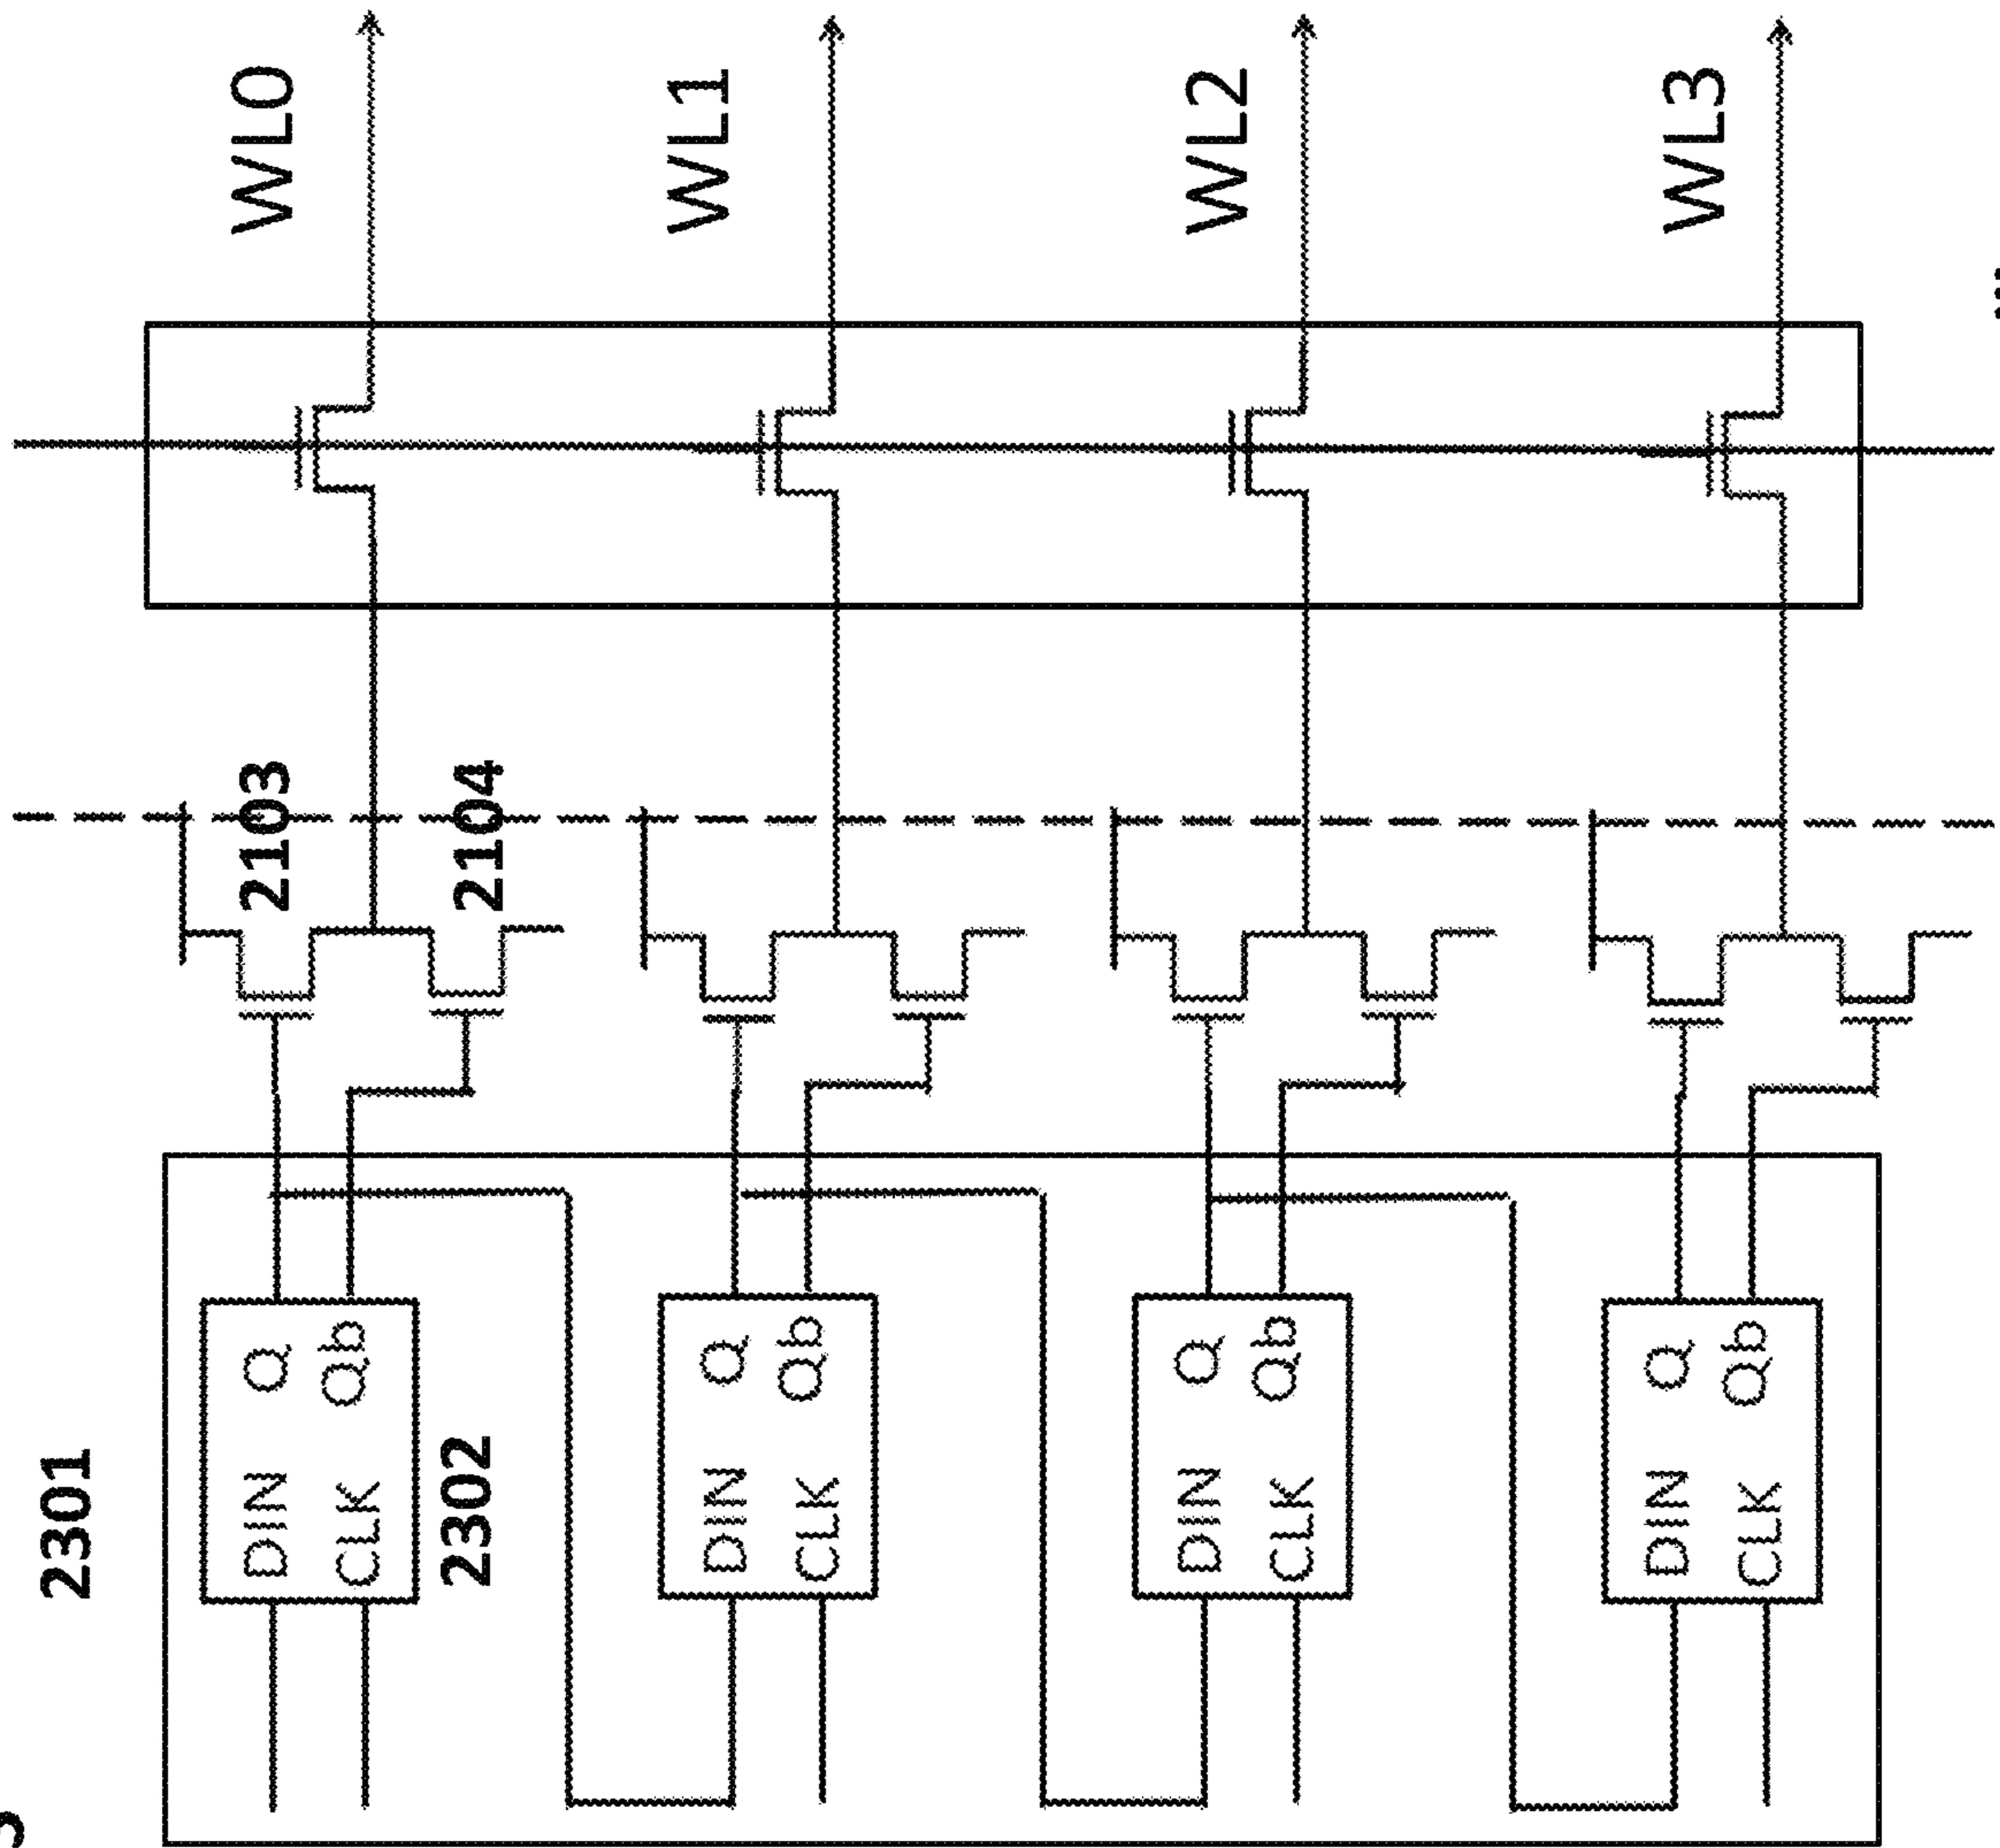 2301
DIN Q
CLK Qb
2302
2103
2104
WL0
DIN Q
CLK Qb
WL1
DIN Q
CLK Qb
WL2
DIN Q
CLK Qb
WL3
...